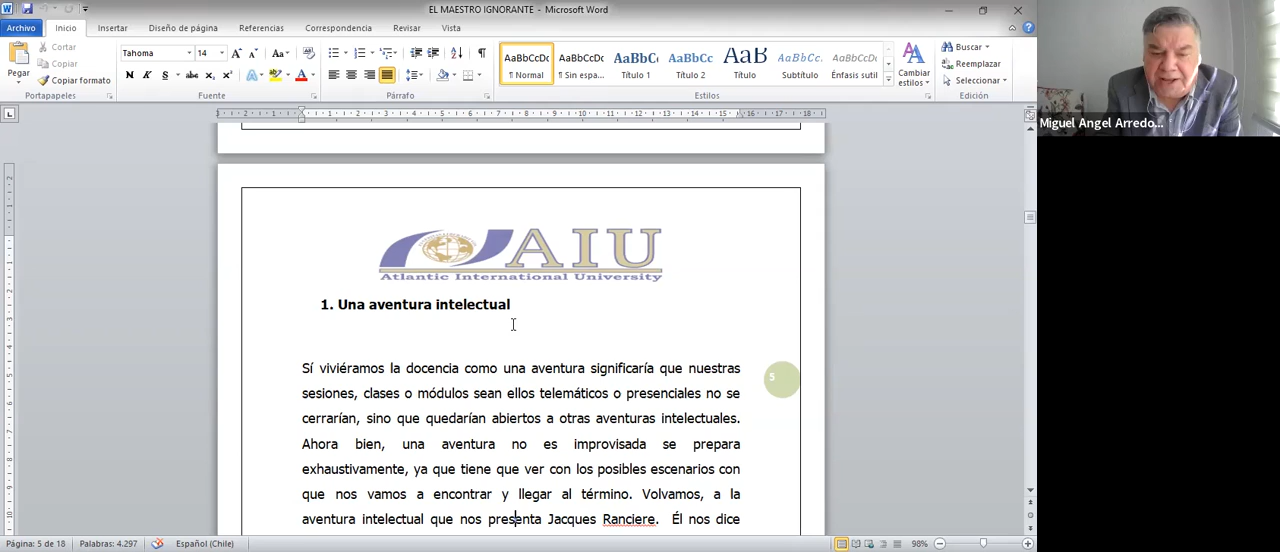 EL MAESTRO IGNORANTE - Microsoft Word
Archivo Inicio Insertar Diseño de página Referencias Correspondencia Revisar Vista
Pegar
Cortar
Copiar
Copiar formato
Portapapeles
Tahoma 14
Fuente
Párrafo
AaBbCcDc AaBbCcDc AaBbC AaBbCc AaB AaBbCc. AaBbCcDc
¶ Normal ¶ Sin espa... Título 1 Título 2 Título Subtítulo Énfasis sutil
Estilos
Cambiar estilos
Buscar
Reemplazar
Seleccionar
Edición
Miguel Angel Arredo...
AIU
Atlantic International University
1. Una aventura intelectual
Sí viviéramos la docencia como una aventura significaría que nuestras
sesiones, clases o módulos sean ellos telemáticos o presenciales no se
cerrarían, sino que quedarían abiertos a otras aventuras intelectuales.
Ahora bien, una aventura no es improvisada se prepara
exhaustivamente, ya que tiene que ver con los posibles escenarios con
que nos vamos a encontrar y llegar al término. Volvamos, a la
aventura intelectual que nos presenta Jacques Ranciere. Él nos dice
5
Página: 5 de 18 Palabras: 4.297 Español (Chile) 98%